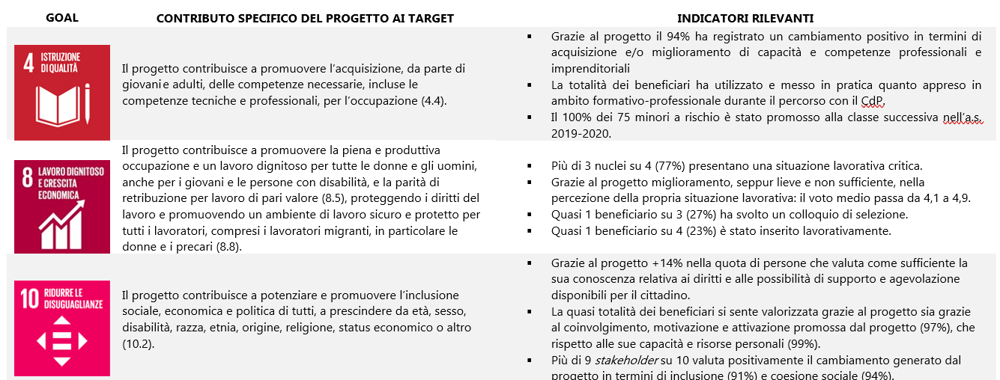 GOAL
CONTRIBUTO SPECIFICO DEL PROGETTO AI TARGET
INDICATORI RILEVANTI
4 ISTRUZIONE
DI QUALITÀ
Il progetto contribuisce a promuovere l'acquisizione, da parte di
giovani e adulti, delle competenze necessarie, incluse le
competenze tecniche e professionali, per l'occupazione (4.4).
▪ Grazie al progetto il 94% ha registrato un cambiamento positivo in termini di
acquisizione e/o miglioramento di capacità e competenze professionali e
imprenditoriali
▪ La totalità dei beneficiari ha utilizzato e messo in pratica quanto appreso in
ambito formativo-professionale durante il percorso con il CdP.
▪ Il 100% dei 75 minori a rischio è stato promosso alla classe successiva nell'a.s.
2019-2020.
8 LAVORO DIGNITOSO
E CRESCITA
ECONOMICA
Il progetto contribuisce a promuovere la piena e produttiva
occupazione e un lavoro dignitoso per tutte le donne e gli uomini,
anche per i giovani e le persone con disabilità, e la parità di
retribuzione per lavoro di pari valore (8.5), proteggendo i diritti del
lavoro e promuovendo un ambiente di lavoro sicuro e protetto per
tutti i lavoratori, compresi i lavoratori migranti, in particolare le
donne e i precari (8.8).
▪ Più di 3 nuclei su 4 (77%) presentano una situazione lavorativa critica.
▪ Grazie al progetto miglioramento, seppur lieve e non sufficiente, nella
percezione della propria situazione lavorativa: il voto medio passa da 4,1 a 4,9.
▪ Quasi 1 beneficiario su 3 (27%) ha svolto un colloquio di selezione.
▪ Quasi 1 beneficiario su 4 (23%) è stato inserito lavorativamente.
10 RIDURRE LE
DISUGUAGLIANZE
Il progetto contribuisce a potenziare e promuovere l'inclusione
sociale, economica e politica di tutti, a prescindere da età, sesso,
disabilità, razza, etnia, origine, religione, status economico o altro
(10.2).
▪ Grazie al progetto +14% nella quota di persone che valuta come sufficiente la
sua conoscenza relativa ai diritti e alle possibilità di supporto e agevolazione
disponibili per il cittadino.
▪ La quasi totalità dei beneficiari si sente valorizzata grazie al progetto sia grazie
al coinvolgimento, motivazione e attivazione promossa dal progetto (97%), che
rispetto alle sue capacità e risorse personali (99%).
▪ Più di 9 stakeholder su 10 valuta positivamente il cambiamento generato dal
progetto in termini di inclusione (91%) e coesione sociale (94%).